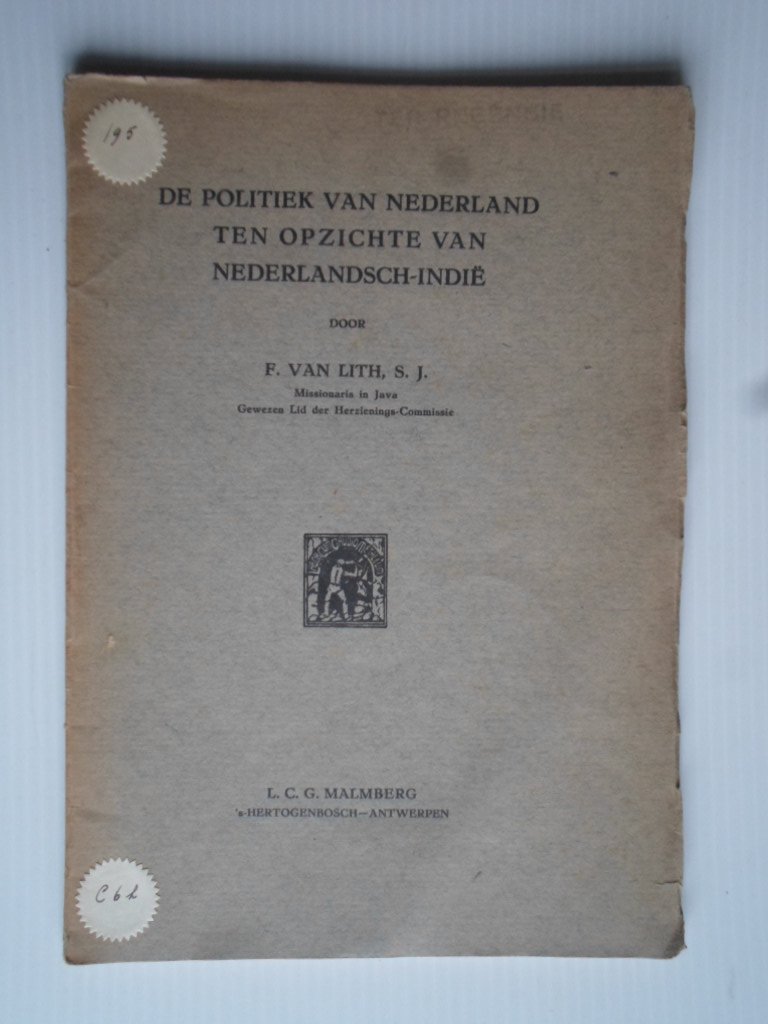 195
DE POLITIEK VAN NEDERLAND
TEN OPZICHTE VAN
NEDERLANDSCH-INDIË
DOOR
F. VAN LITH, S. J.
Missionaris in Java
Gewezen Lid der Herzienings-Commissie
L. C. G. MALMBERG
's-HERTOGENBOSCH—ANTWERPEN